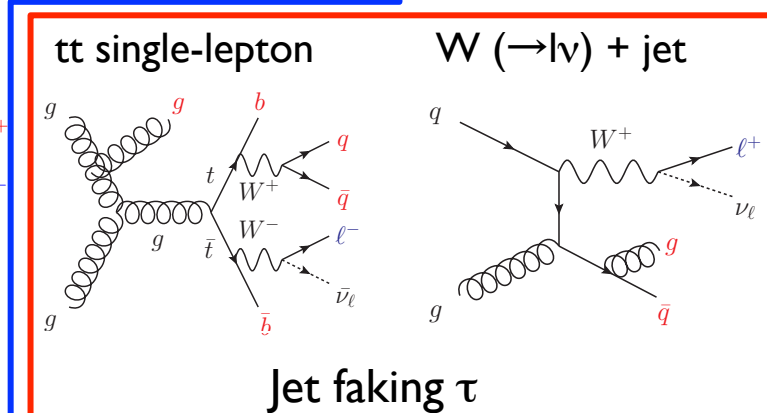 tt single-lepton
W (→lν) + jet
g g b q
t W⁺ q̄
g
t̄ W⁻ ℓ⁻
ν̄ℓ
g b̄
q W⁺ ℓ⁺
νℓ
g
g q̄
+
−
Jet faking τ